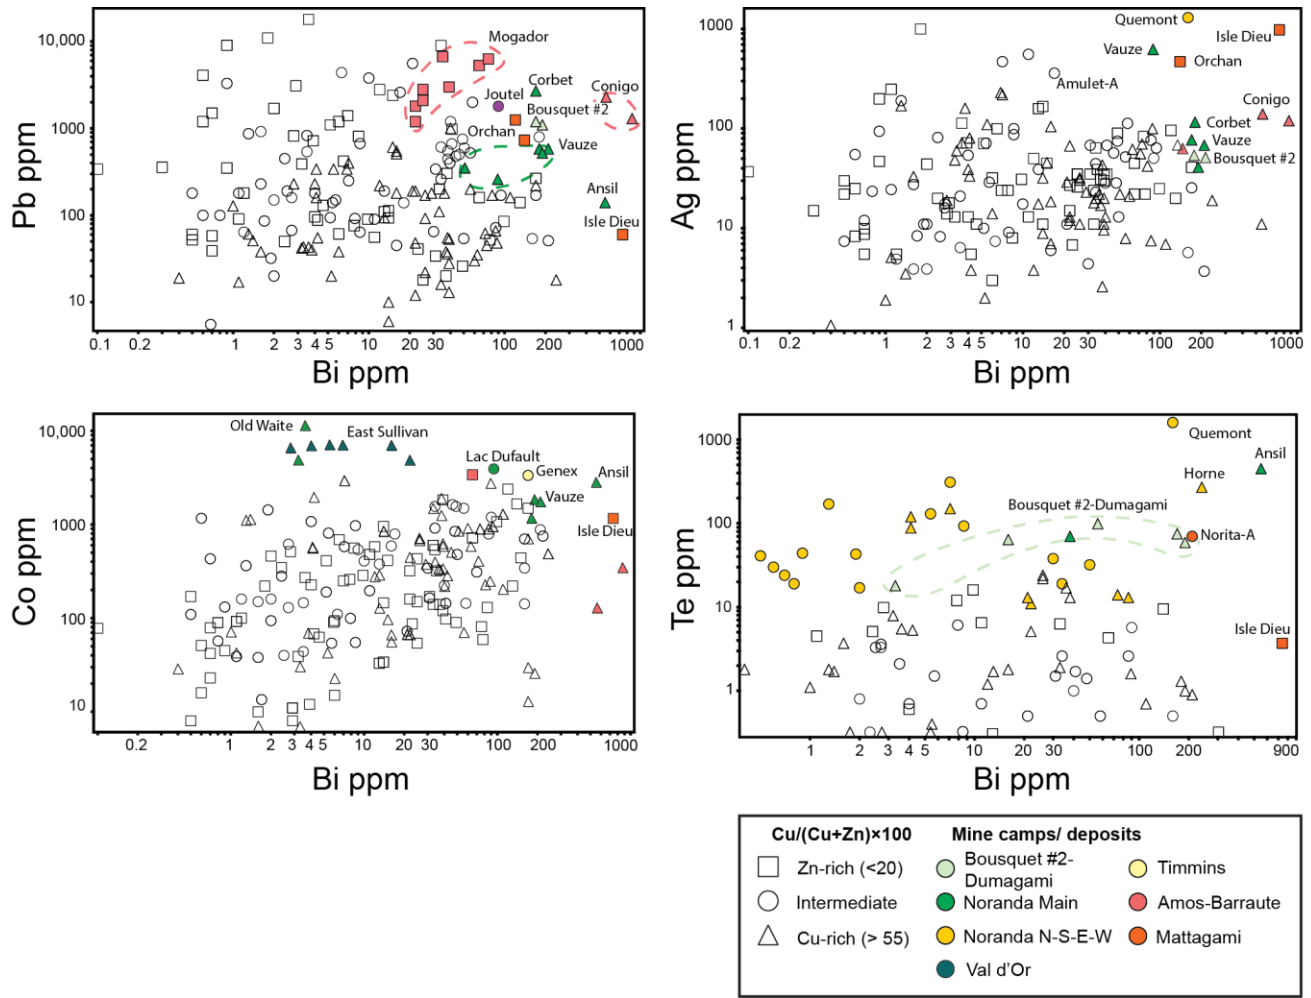 10,000
1000
100
10
Pb ppm
Mogador
Corbet
Joutel
Conigo
Bousquet #2
Orchan
Vauze
Ansil
Isle Dieu
0.1
0.2
1
2
3
4
5
10
20
30
100
200
1000
Bi ppm
1000
100
10
1
Ag ppm
Quemont
Isle Dieu
Vauze
Orchan
Amulet-A
Conigo
Corbet
Vauze
Bousquet #2
0.1
0.2
1
2
3
4
5
10
20
30
100
200
1000
Bi ppm
10,000
1000
100
10
Co ppm
Old Waite
East Sullivan
Lac Dufault
Genex
Ansil
Vauze
Isle Dieu
0.2
1
2
3
4
5
10
20
30
100
200
1000
Bi ppm
1000
100
10
1
Te ppm
Quemont
Ansil
Horne
Bousquet #2-Dumagami
Norita-A
Isle Dieu
1
2
3
4
5
10
20
30
100
200
900
Bi ppm
Cu/(Cu+Zn)×100
Zn-rich (<20)
Intermediate
Cu-rich (> 55)
Mine camps/ deposits
Bousquet #2-
Dumagami
Noranda Main
Noranda N-S-E-W
Val d'Or
Timmins
Amos-Barraute
Mattagami